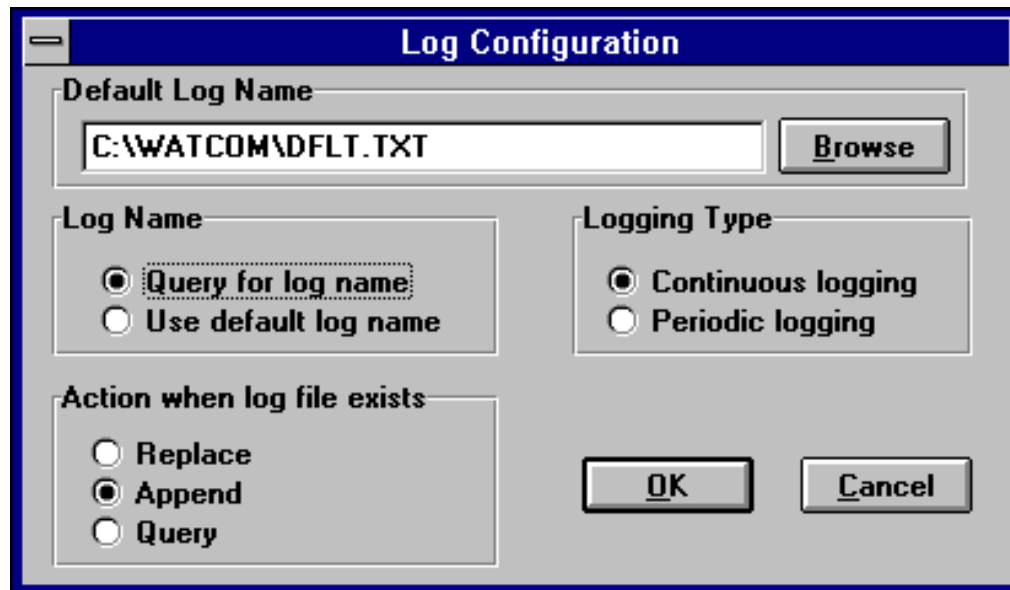 Log Configuration
Default Log Name
C:\WATCOM\DFLT.TXT
Browse
Log Name
Query for log name
Use default log name
Logging Type
Continuous logging
Periodic logging
Action when log file exists
Replace
Append
Query
OK
Cancel